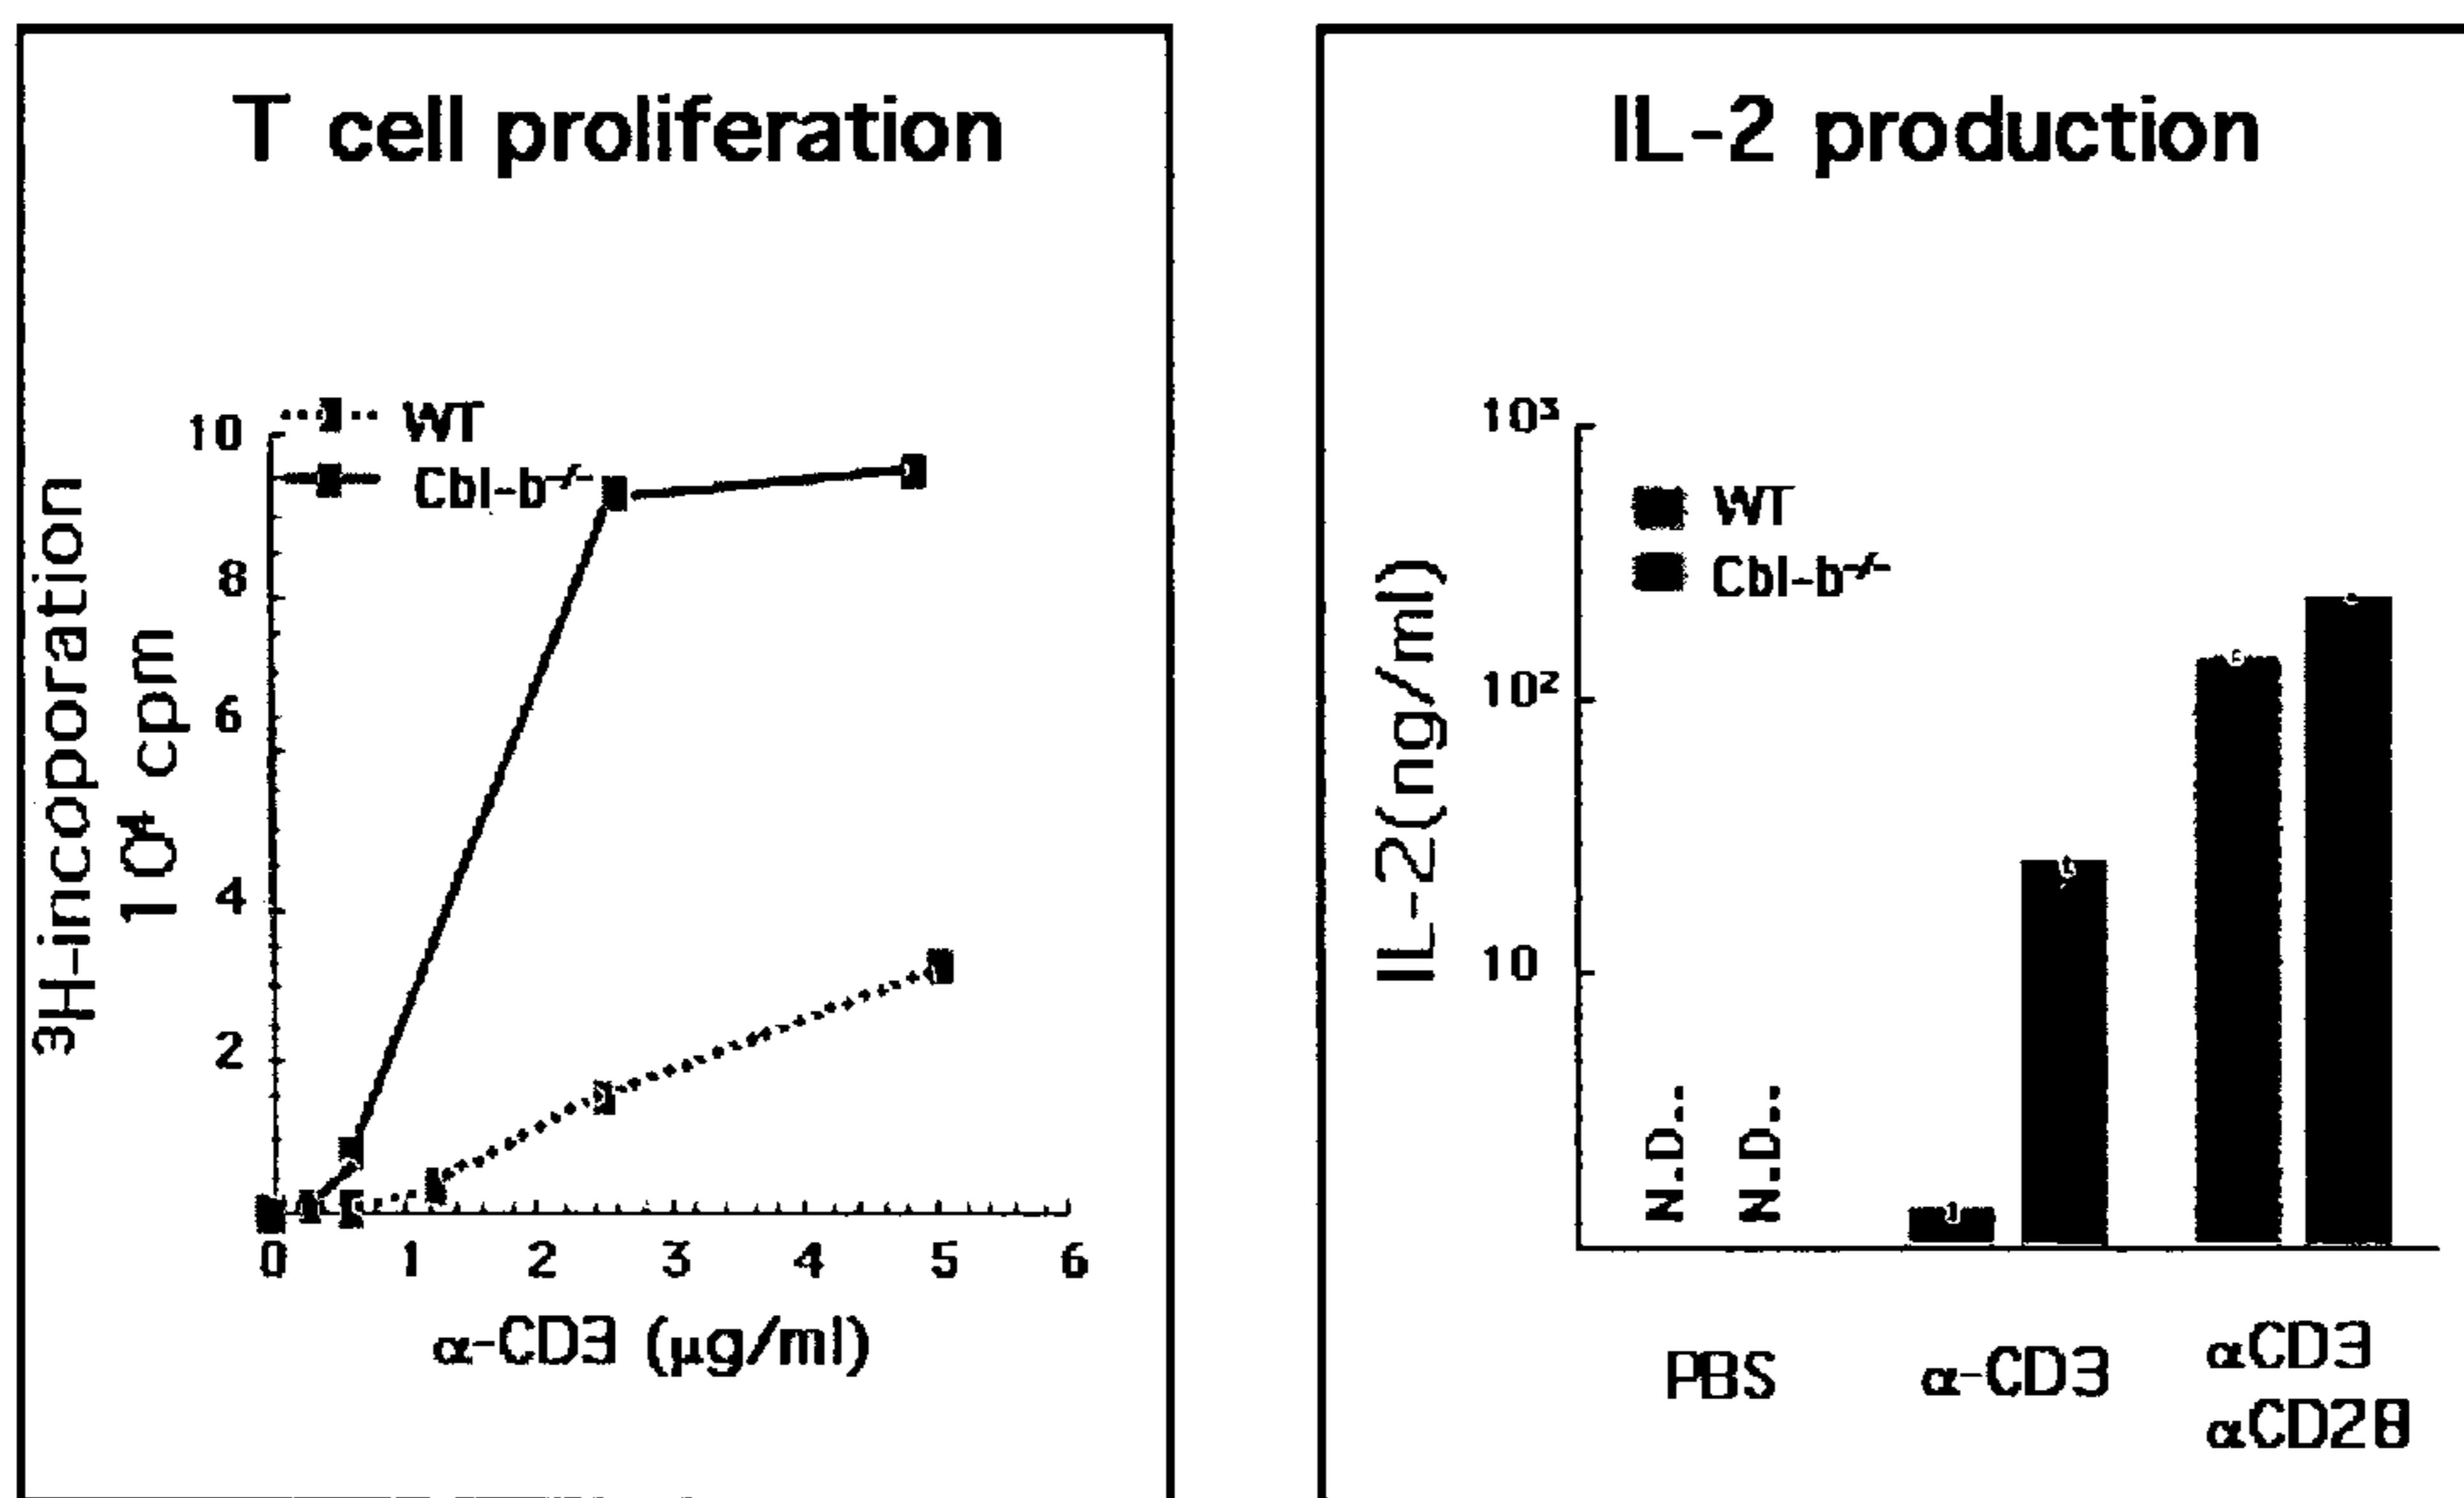 T cell proliferation
WT
Cbl-b-/-
3H-incoporation
10⁴ cpm
10
8
6
4
2
0 1 2 3 4 5 6
α-CD3 (μg/ml)
IL-2 production
WT
Cbl-b-/-
IL-2(ng/ml)
10³
10²
10
N.D.
N.D.
PBS
α-CD3
αCD3
αCD28